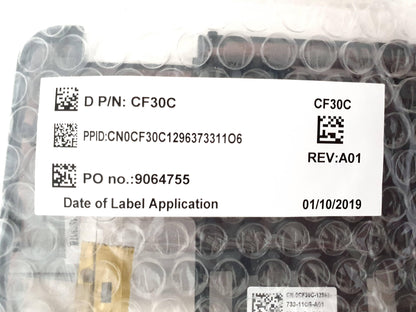 D P/N: CF30C
CF30C
PPID:CN0CF30C1296373311O6
REV:A01
PO no.:9064755
Date of Label Application
01/10/2019